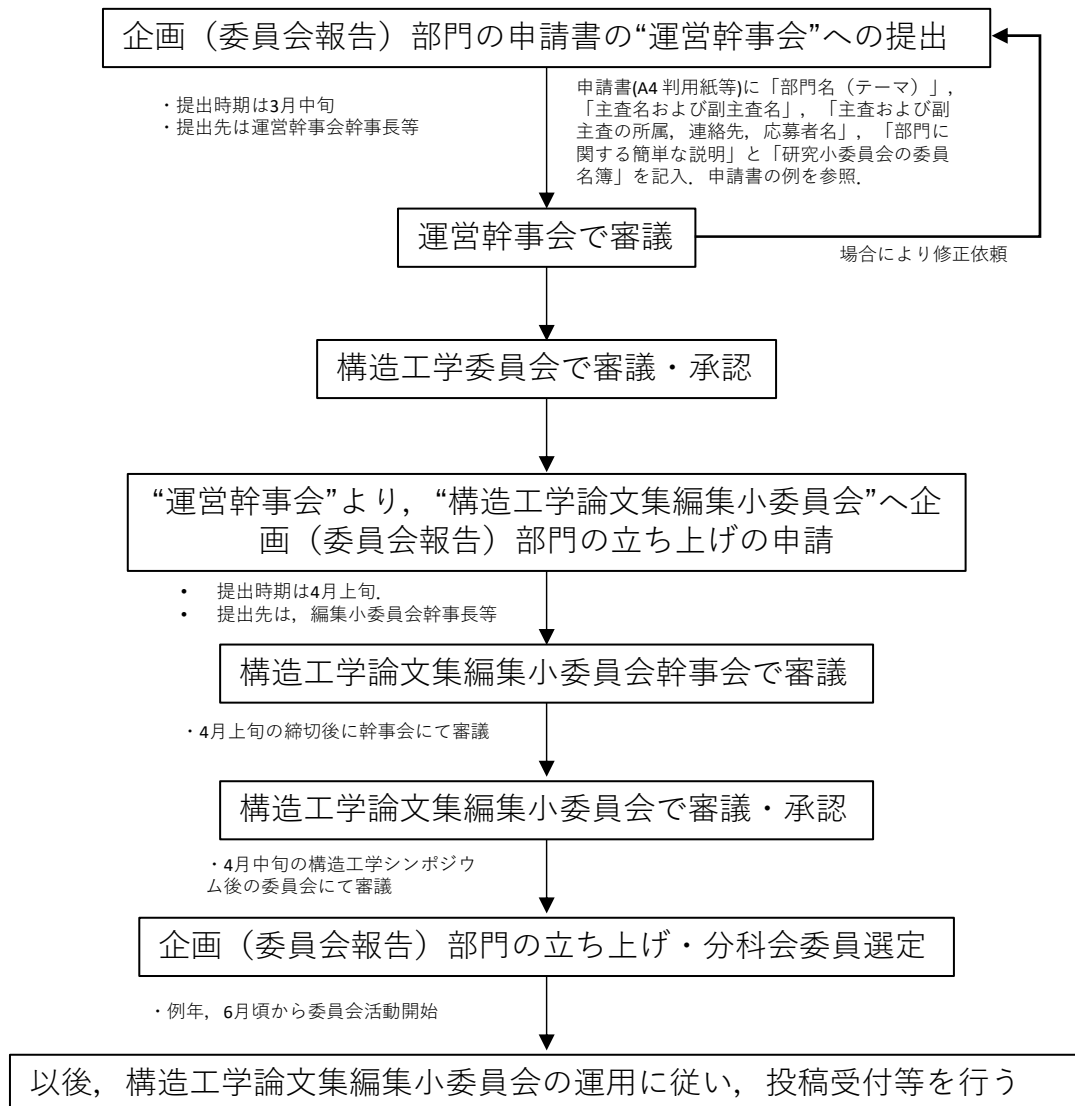 企画（委員会報告）部門の申請書の“運営幹事会”への提出
・提出時期は3月中旬
・提出先は運営幹事会幹事長等
申請書(A4 判用紙等)に「部門名（テーマ）」，
「主査名および副主査名」，「主査および副
主査の所属，連絡先，応募者名」，「部門に
関する簡単な説明」と「研究小委員会の委員
名簿」を記入．申請書の例を参照．
運営幹事会で審議
場合により修正依頼
構造工学委員会で審議・承認
“運営幹事会”より，“構造工学論文集編集小委員会”へ企
画（委員会報告）部門の立ち上げの申請
• 提出時期は4月上旬．
• 提出先は，編集小委員会幹事長等
構造工学論文集編集小委員会幹事会で審議
・4月上旬の締切後に幹事会にて審議
構造工学論文集編集小委員会で審議・承認
・4月中旬の構造工学シンポジウ
ム後の委員会にて審議
企画（委員会報告）部門の立ち上げ・分科会委員選定
・例年，6月頃から委員会活動開始
以後，構造工学論文集編集小委員会の運用に従い，投稿受付等を行う